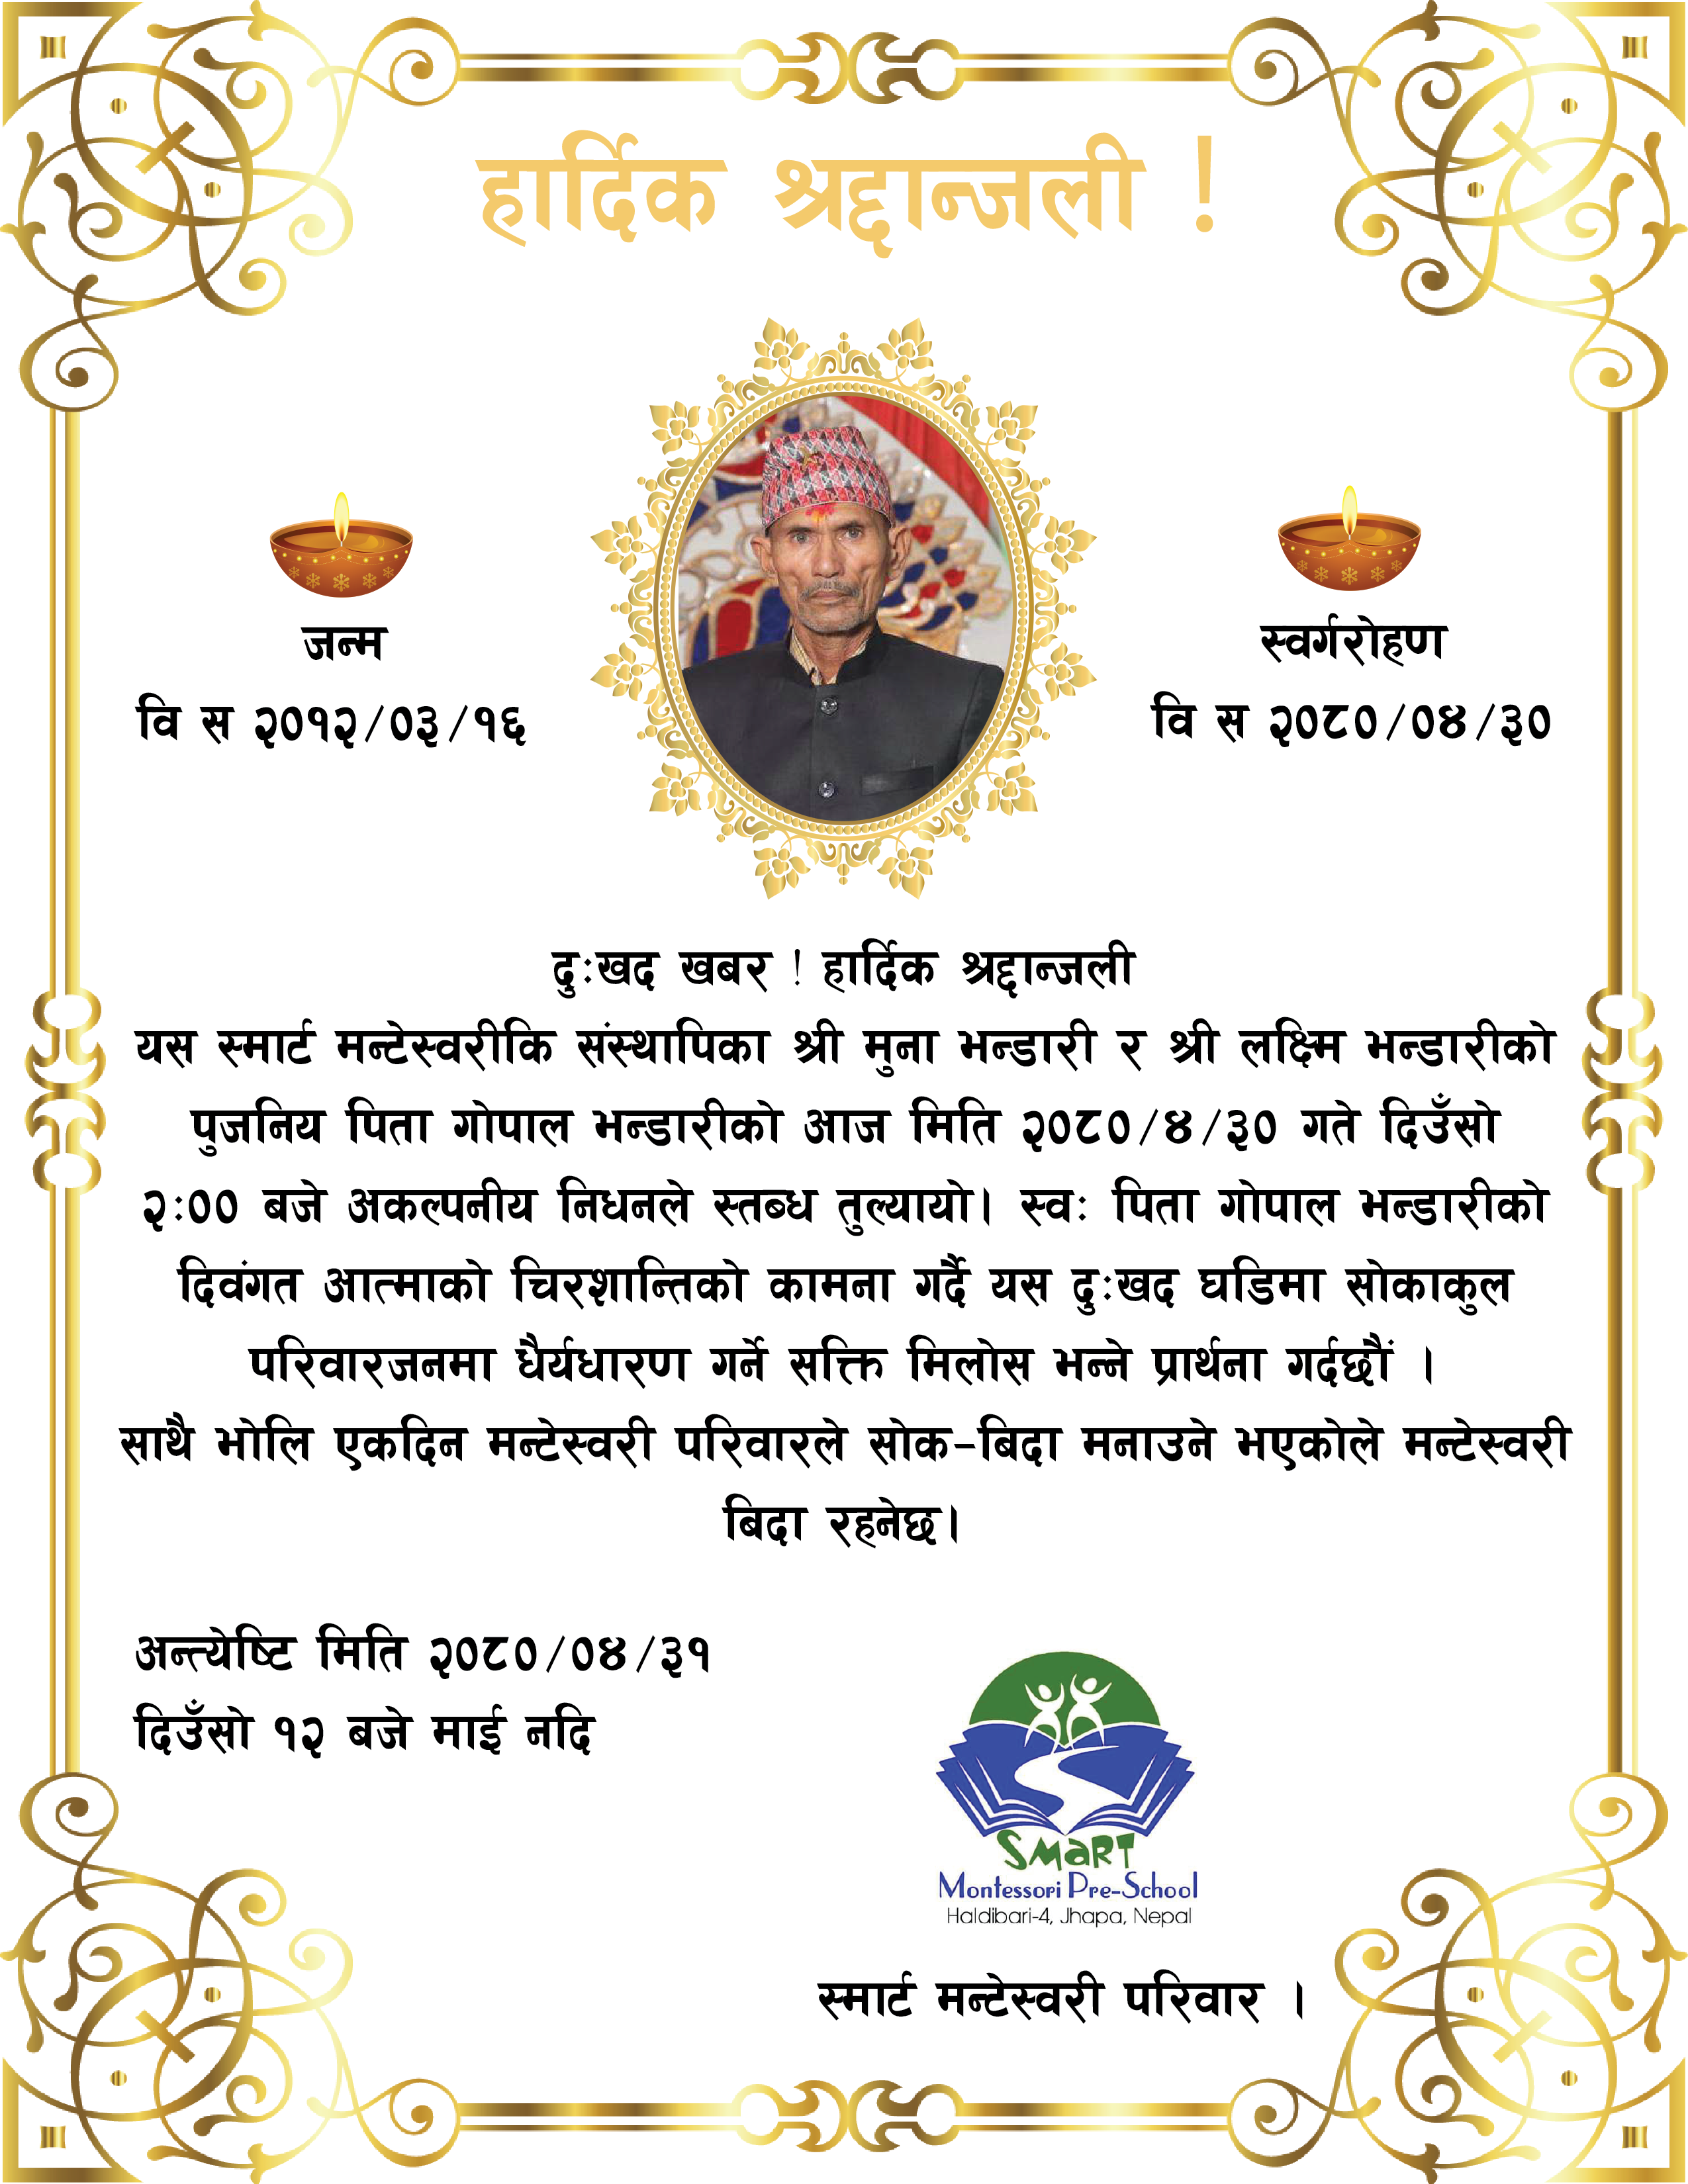 हार्दिक श्रद्दान्जली !
जन्म
वि स २०१२/०३/१६
स्वर्गरोहण
वि स २०८०/०४/३०
दुःखद खबर ! हार्दिक श्रद्दान्जली
यस स्मार्ट मन्टेस्वरीकि संस्थापिका श्री मुना भन्डारी र श्री लक्ष्मि भन्डारीको
पुजनिय पिता गोपाल भन्डारीको आज मिति २०८०/४/३० गते दिउँसो
२:०० बजे अकल्पनीय निधनले स्तब्ध तुल्यायो। स्वः पिता गोपाल भन्डारीको
दिवंगत आत्माको चिरशान्तिको कामना गर्दै यस दुःखद घडिमा सोकाकुल
परिवारजनमा धैर्यधारण गर्ने सक्ति मिलोस भन्ने प्रार्थना गर्दछौं ।
साथै भोलि एकदिन मन्टेस्वरी परिवारले सोक-बिदा मनाउने भएकोले मन्टेस्वरी
बिदा रहनेछ।
अन्त्येष्टि मिति २०८०/०४/३१
दिउँसो १२ बजे माई नदि
SMART
Montessori Pre-School
Haldibari-4, Jhapa, Nepal
स्मार्ट मन्टेस्वरी परिवार ।